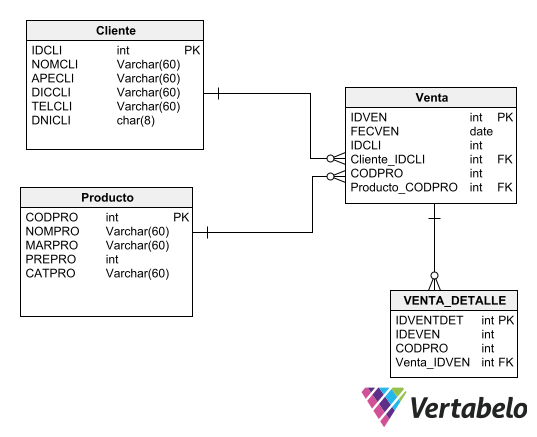 Cliente
IDCLI int PK
NOMCLI Varchar(60)
APECLI Varchar(60)
DICCLI Varchar(60)
TELCLI Varchar(60)
DNICLI char(8)
Venta
IDVEN int PK
FECVEN date
IDCLI int
Cliente_IDCLI int FK
CODPRO int
Producto_CODPRO int FK
Producto
CODPRO int PK
NOMPRO Varchar(60)
MARPRO Varchar(60)
PREPRO int
CATPRO Varchar(60)
VENTA_DETALLE
IDVENTDET int PK
IDEVEN int
CODPRO int
Venta_IDVEN int FK
Vertabelo